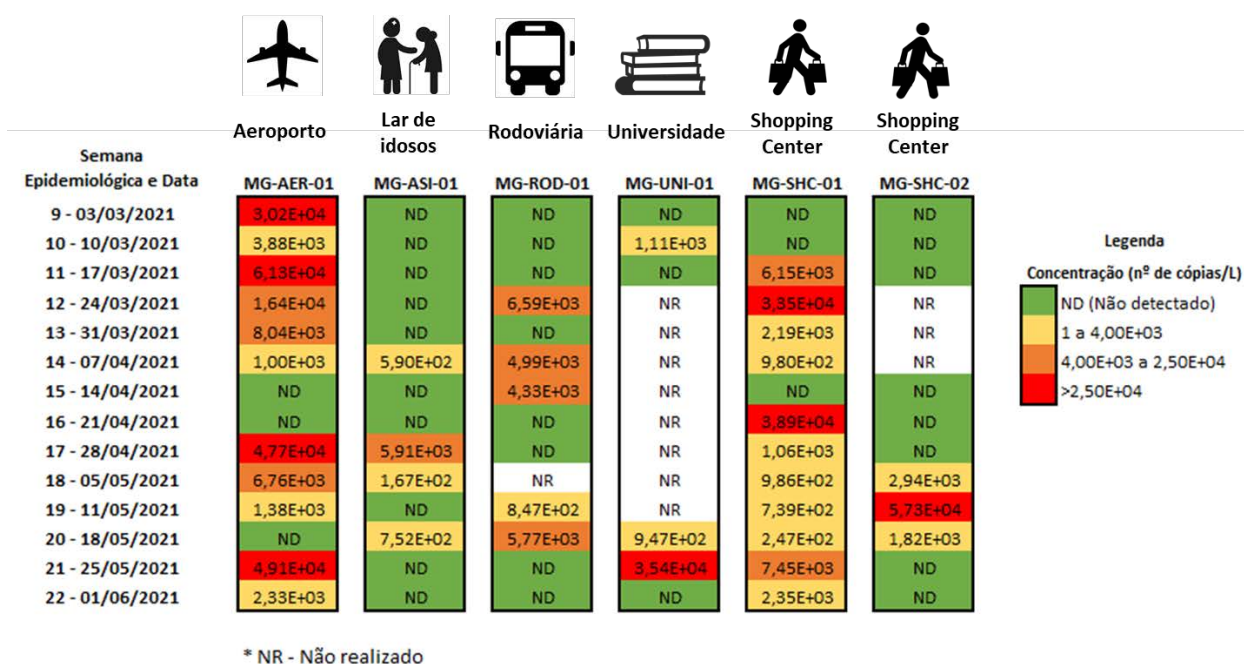 Aeroporto
Lar de
idosos
Rodoviária
Universidade
Shopping
Center
Shopping
Center
Semana
Epidemiológica e Data
MG-AER-01 MG-ASI-01 MG-ROD-01 MG-UNI-01 MG-SHC-01 MG-SHC-02
9 - 03/03/2021 3,02E+04 ND ND ND ND ND
10 - 10/03/2021 3,88E+03 ND ND 1,11E+03 ND ND
11 - 17/03/2021 6,13E+04 ND ND ND 6,15E+03 ND
12 - 24/03/2021 1,64E+04 ND 6,59E+03 NR 3,35E+04 NR
13 - 31/03/2021 8,04E+03 ND ND NR 2,19E+03 NR
14 - 07/04/2021 1,00E+03 5,90E+02 4,99E+03 NR 9,80E+02 NR
15 - 14/04/2021 ND ND 4,33E+03 NR ND ND
16 - 21/04/2021 ND ND ND NR 3,89E+04 ND
17 - 28/04/2021 4,77E+04 5,91E+03 ND NR 1,06E+03 ND
18 - 05/05/2021 6,76E+03 1,67E+02 NR NR 9,86E+02 2,94E+03
19 - 11/05/2021 1,38E+03 ND 8,47E+02 NR 7,39E+02 5,73E+04
20 - 18/05/2021 ND 7,52E+02 5,77E+03 9,47E+02 2,47E+02 1,82E+03
21 - 25/05/2021 4,91E+04 ND ND 3,54E+04 7,45E+03 ND
22 - 01/06/2021 2,33E+03 ND ND ND 2,35E+03 ND
Legenda
Concentração (nº de cópias/L)
ND (Não detectado)
1 a 4,00E+03
4,00E+03 a 2,50E+04
>2,50E+04
* NR - Não realizado